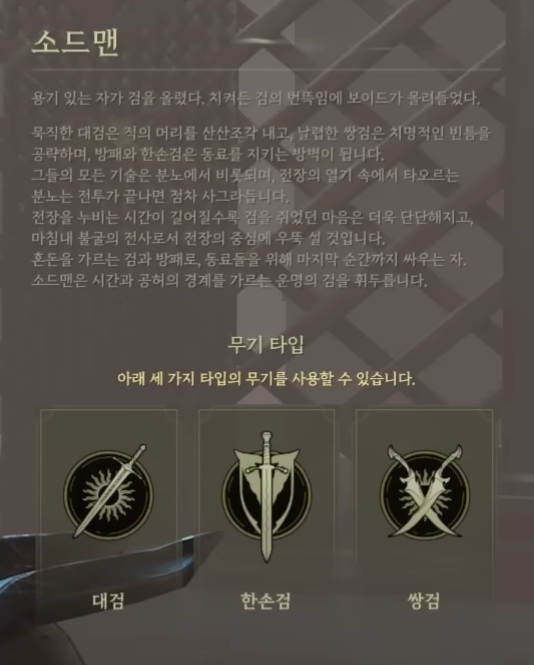 소드맨
용기 있는 자가 검을 올렸다. 치켜든 검의 번뜩임에 보이드가 몰려들었다.
묵직한 대검은 적의 머리를 산산조각 내고, 날렵한 쌍검은 치명적인 빈틈을
공략하며, 방패와 한손검은 동료를 지키는 방벽이 됩니다.
그들의 모든 기술은 분노에서 비롯되며, 전장의 열기 속에서 타오르는
분노는 전투가 끝나면 점차 사그라듭니다.
전장을 누비는 시간이 길어질수록 검을 쥐었던 마음은 더욱 단단해지고,
마침내 불굴의 전사로서 전장의 중심에 우뚝 설 것입니다.
혼돈을 가르는 검과 방패로, 동료들을 위해 마지막 순간까지 싸우는 자.
소드맨은 시간과 공허의 경계를 가르는 운명의 검을 휘두릅니다.
무기 타입
아래 세 가지 타입의 무기를 사용할 수 있습니다.
대검
한손검
쌍검